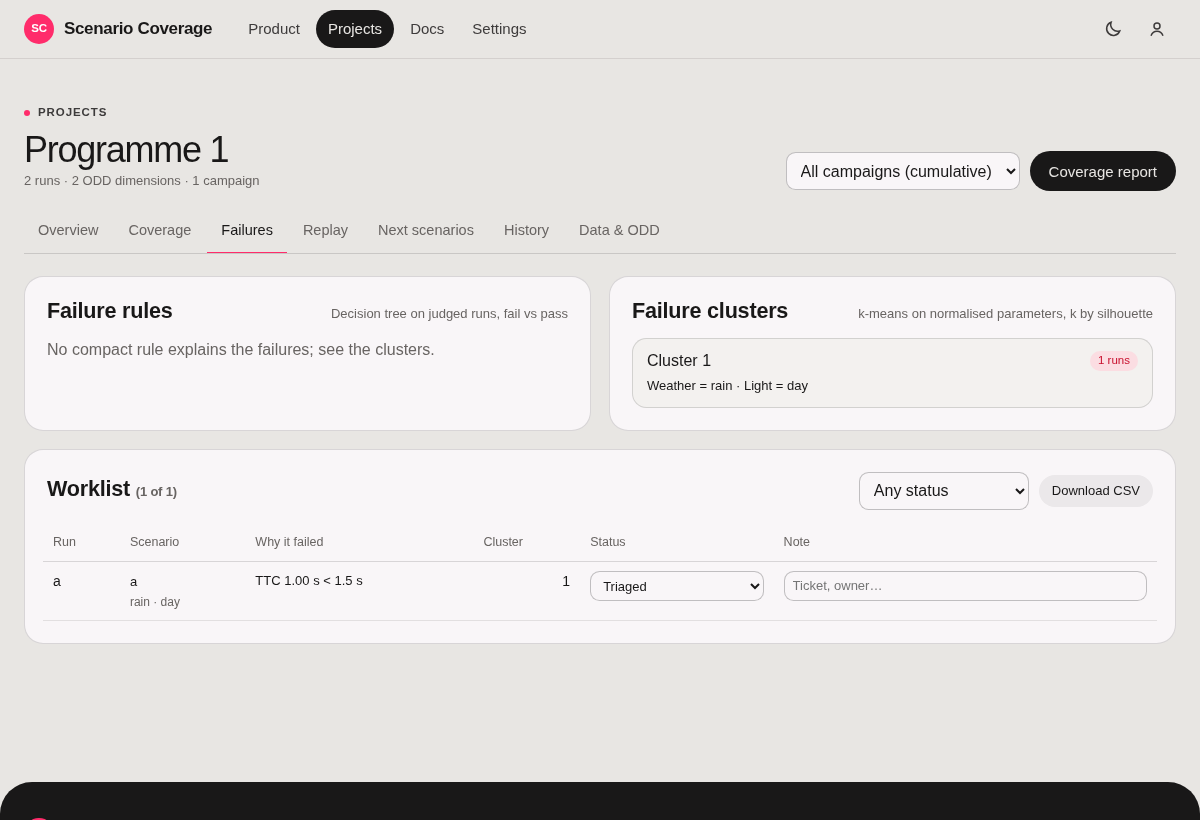 SC Scenario Coverage Product Projects Docs Settings
PROJECTS
Programme 1
2 runs · 2 ODD dimensions · 1 campaign
All campaigns (cumulative) Coverage report
Overview Coverage Failures Replay Next scenarios History Data & ODD
Failure rules Decision tree on judged runs, fail vs pass
No compact rule explains the failures; see the clusters.
Failure clusters k-means on normalised parameters, k by silhouette
Cluster 1 1 runs
Weather = rain · Light = day
Worklist (1 of 1) Any status Download CSV
Run Scenario Why it failed Cluster Status Note
a a TTC 1.00 s < 1.5 s 1 Triaged Ticket, owner…
rain · day